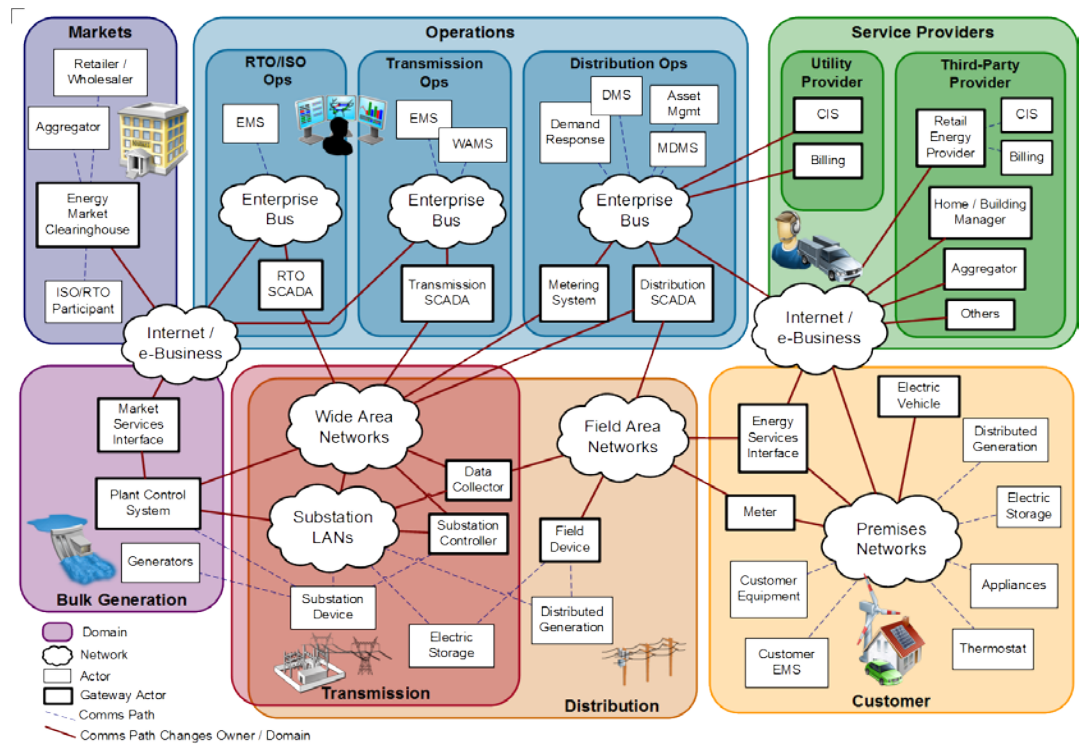 Markets
Operations
Service Providers
Retailer /
Wholesaler
Aggregator
Energy
Market
Clearinghouse
ISO/RTO
Participant
RTO/ISO
Ops
EMS
Enterprise
Bus
RTO
SCADA
Transmission
Ops
EMS
WAMS
Enterprise
Bus
Transmission
SCADA
Distribution Ops
DMS
Asset
Mgmt
Demand
Response
MDMS
Enterprise
Bus
Metering
System
Distribution
SCADA
Utility
Provider
CIS
Billing
Third-Party
Provider
Retail
Energy
Provider
CIS
Billing
Home / Building
Manager
Aggregator
Others
Internet /
e-Business
Internet /
e-Business
Market
Services
Interface
Plant Control
System
Generators
Bulk Generation
Wide Area
Networks
Substation
LANs
Data
Collector
Substation
Controller
Substation
Device
Electric
Storage
Transmission
Field Area
Networks
Field
Device
Distributed
Generation
Distribution
Energy
Services
Interface
Electric
Vehicle
Distributed
Generation
Meter
Premises
Networks
Electric
Storage
Customer
Equipment
Appliances
Customer
EMS
Thermostat
Customer
Domain
Network
Actor
Gateway Actor
Comms Path
Comms Path Changes Owner / Domain